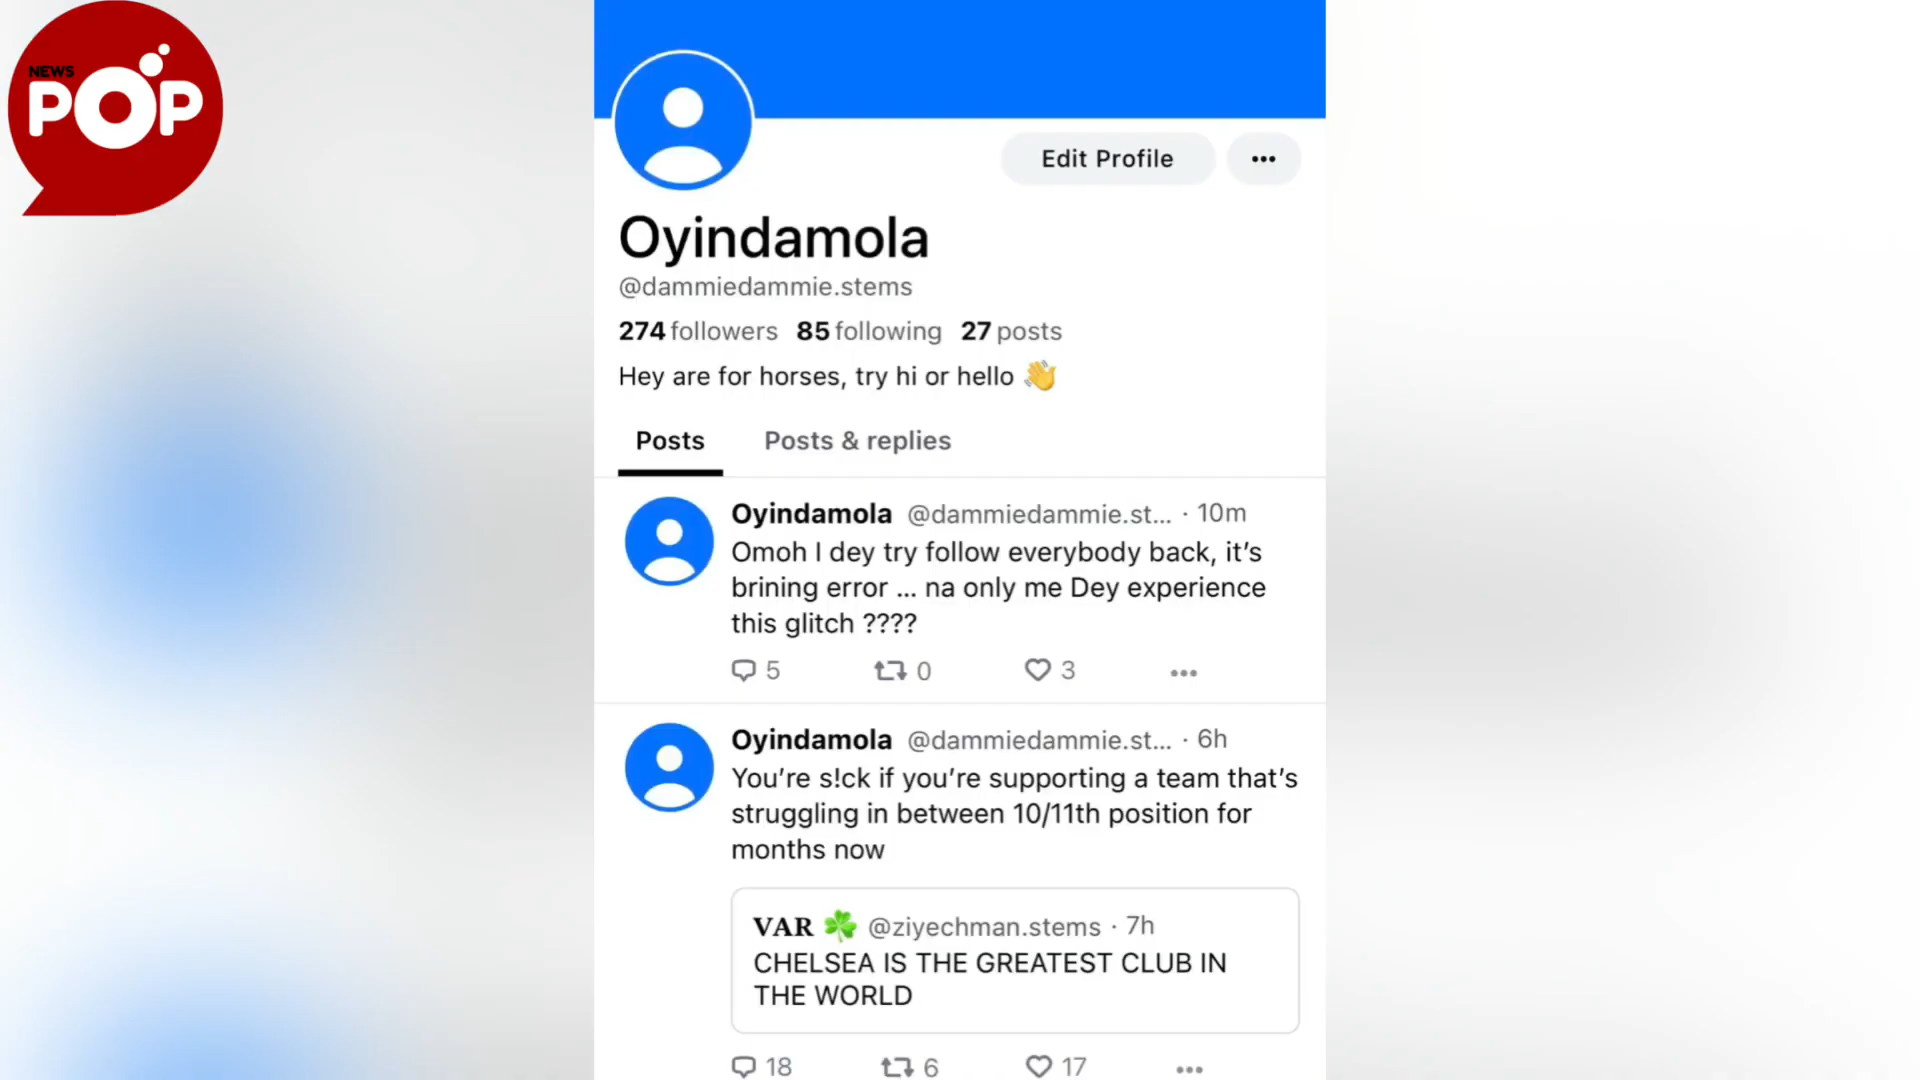 NEWS
POP
Edit Profile
Oyindamola
@dammiedammie.stems
274 followers 85 following 27 posts
Hey are for horses, try hi or hello 👋
Posts Posts & replies
Oyindamola @dammiedammie.st... · 10m
Omoh I dey try follow everybody back, it’s
brining error ... na only me Dey experience
this glitch ????
5 0 3
Oyindamola @dammiedammie.st... · 6h
You’re s!ck if you’re supporting a team that’s
struggling in between 10/11th position for
months now
VAR ☘️ @ziyechman.stems · 7h
CHELSEA IS THE GREATEST CLUB IN
THE WORLD
18 6 17